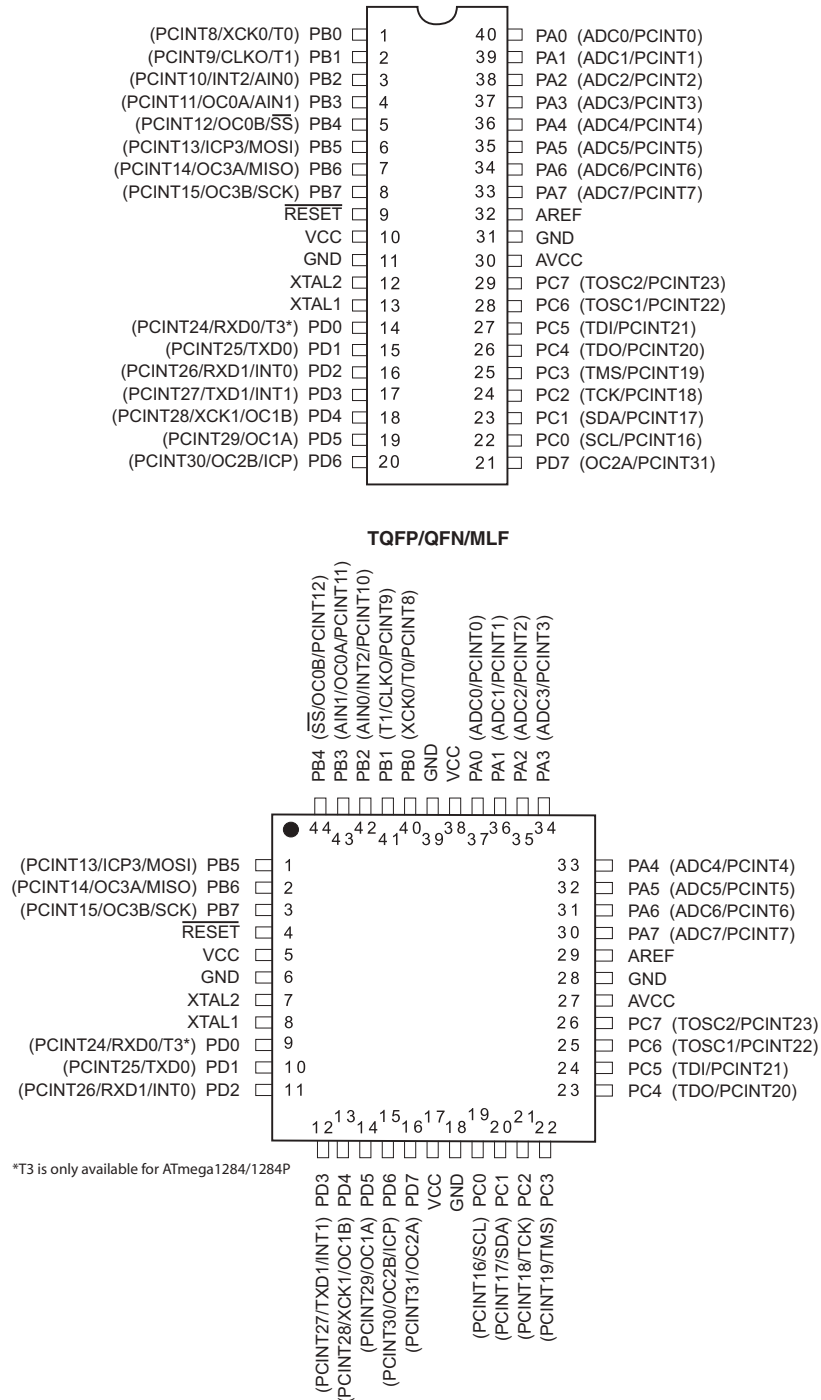 (PCINT8/XCK0/T0) PB0 1 40 PA0 (ADC0/PCINT0)
(PCINT9/CLKO/T1) PB1 2 39 PA1 (ADC1/PCINT1)
(PCINT10/INT2/AIN0) PB2 3 38 PA2 (ADC2/PCINT2)
(PCINT11/OC0A/AIN1) PB3 4 37 PA3 (ADC3/PCINT3)
(PCINT12/OC0B/SS) PB4 5 36 PA4 (ADC4/PCINT4)
(PCINT13/ICP3/MOSI) PB5 6 35 PA5 (ADC5/PCINT5)
(PCINT14/OC3A/MISO) PB6 7 34 PA6 (ADC6/PCINT6)
(PCINT15/OC3B/SCK) PB7 8 33 PA7 (ADC7/PCINT7)
RESET 9 32 AREF
VCC 10 31 GND
GND 11 30 AVCC
XTAL2 12 29 PC7 (TOSC2/PCINT23)
XTAL1 13 28 PC6 (TOSC1/PCINT22)
(PCINT24/RXD0/T3*) PD0 14 27 PC5 (TDI/PCINT21)
(PCINT25/TXD0) PD1 15 26 PC4 (TDO/PCINT20)
(PCINT26/RXD1/INT0) PD2 16 25 PC3 (TMS/PCINT19)
(PCINT27/TXD1/INT1) PD3 17 24 PC2 (TCK/PCINT18)
(PCINT28/XCK1/OC1B) PD4 18 23 PC1 (SDA/PCINT17)
(PCINT29/OC1A) PD5 19 22 PC0 (SCL/PCINT16)
(PCINT30/OC2B/ICP) PD6 20 21 PD7 (OC2A/PCINT31)
TQFP/QFN/MLF
PB4 (SS/OC0B/PCINT12)
PB3 (AIN1/OC0A/PCINT11)
PB2 (AIN0/INT2/PCINT10)
PB1 (T1/CLKO/PCINT9)
PB0 (XCK0/T0/PCINT8)
GND
VCC
PA0 (ADC0/PCINT0)
PA1 (ADC1/PCINT1)
PA2 (ADC2/PCINT2)
PA3 (ADC3/PCINT3)
44 43 42 41 40 39 38 37 36 35 34
(PCINT13/ICP3/MOSI) PB5 1 33 PA4 (ADC4/PCINT4)
(PCINT14/OC3A/MISO) PB6 2 32 PA5 (ADC5/PCINT5)
(PCINT15/OC3B/SCK) PB7 3 31 PA6 (ADC6/PCINT6)
RESET 4 30 PA7 (ADC7/PCINT7)
VCC 5 29 AREF
GND 6 28 GND
XTAL2 7 27 AVCC
XTAL1 8 26 PC7 (TOSC2/PCINT23)
(PCINT24/RXD0/T3*) PD0 9 25 PC6 (TOSC1/PCINT22)
(PCINT25/TXD0) PD1 10 24 PC5 (TDI/PCINT21)
(PCINT26/RXD1/INT0) PD2 11 23 PC4 (TDO/PCINT20)
12 13 14 15 16 17 18 19 20 21 22
*T3 is only available for ATmega1284/1284P
(PCINT27/TXD1/INT1) PD3
(PCINT28/XCK1/OC1B) PD4
(PCINT29/OC1A) PD5
(PCINT30/OC2B/ICP) PD6
(PCINT31/OC2A) PD7
VCC
GND
(PCINT16/SCL) PC0
(PCINT17/SDA) PC1
(PCINT18/TCK) PC2
(PCINT19/TMS) PC3